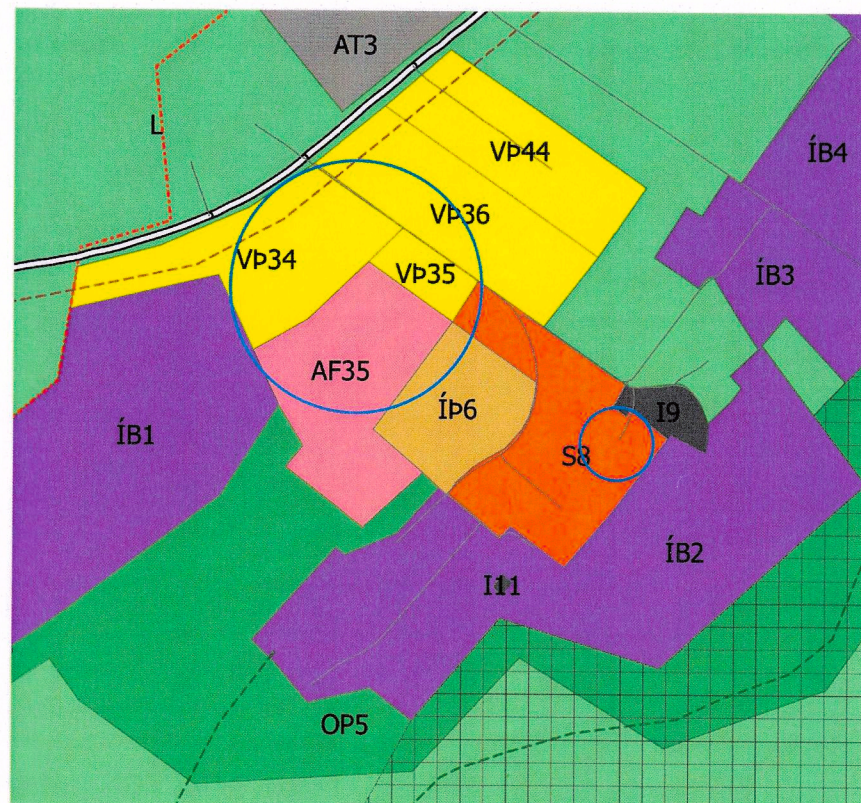 AT3
L
VÞ44
ÍB4
VÞ36
VÞ34
VÞ35
ÍB3
AF35
ÍÞ6
I9
ÍB1
S8
ÍB2
I11
OP5